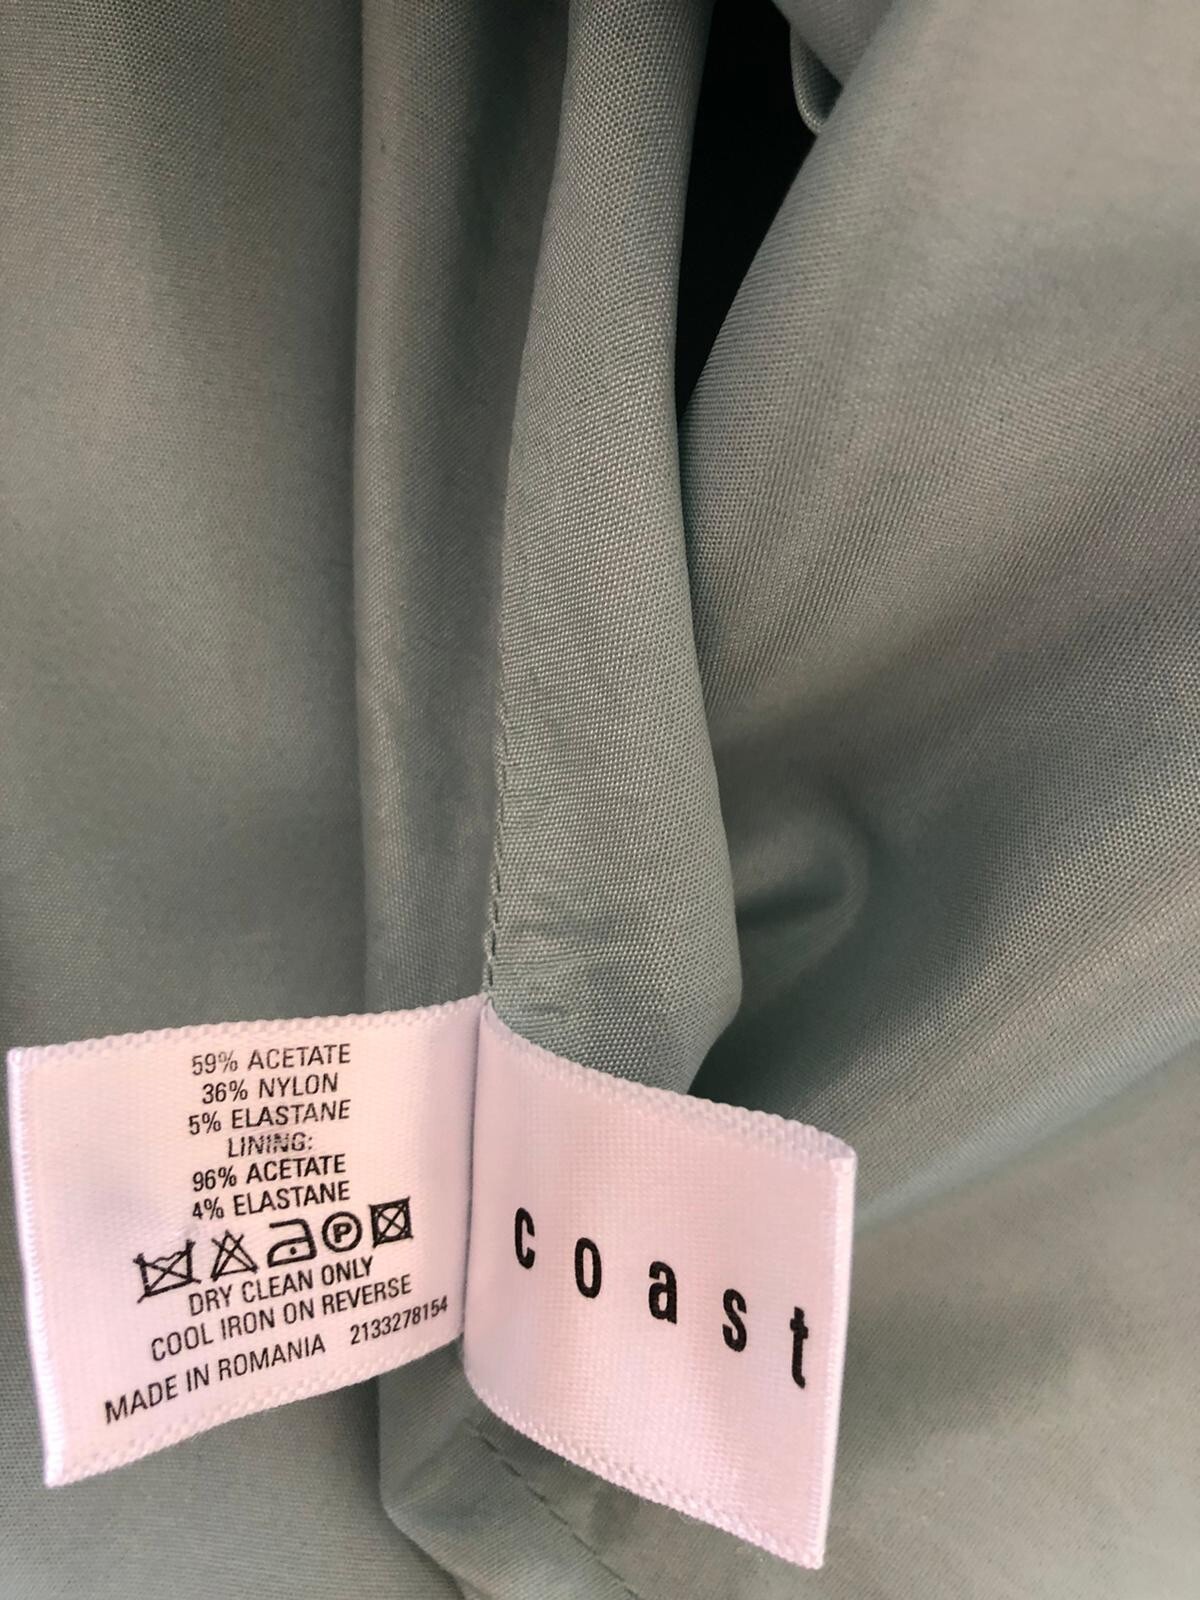 59% ACETATE
36% NYLON
5% ELASTANE
LINING:
96% ACETATE
4% ELASTANE
P
DRY CLEAN ONLY
COOL IRON ON REVERSE
MADE IN ROMANIA 2133278154
coast